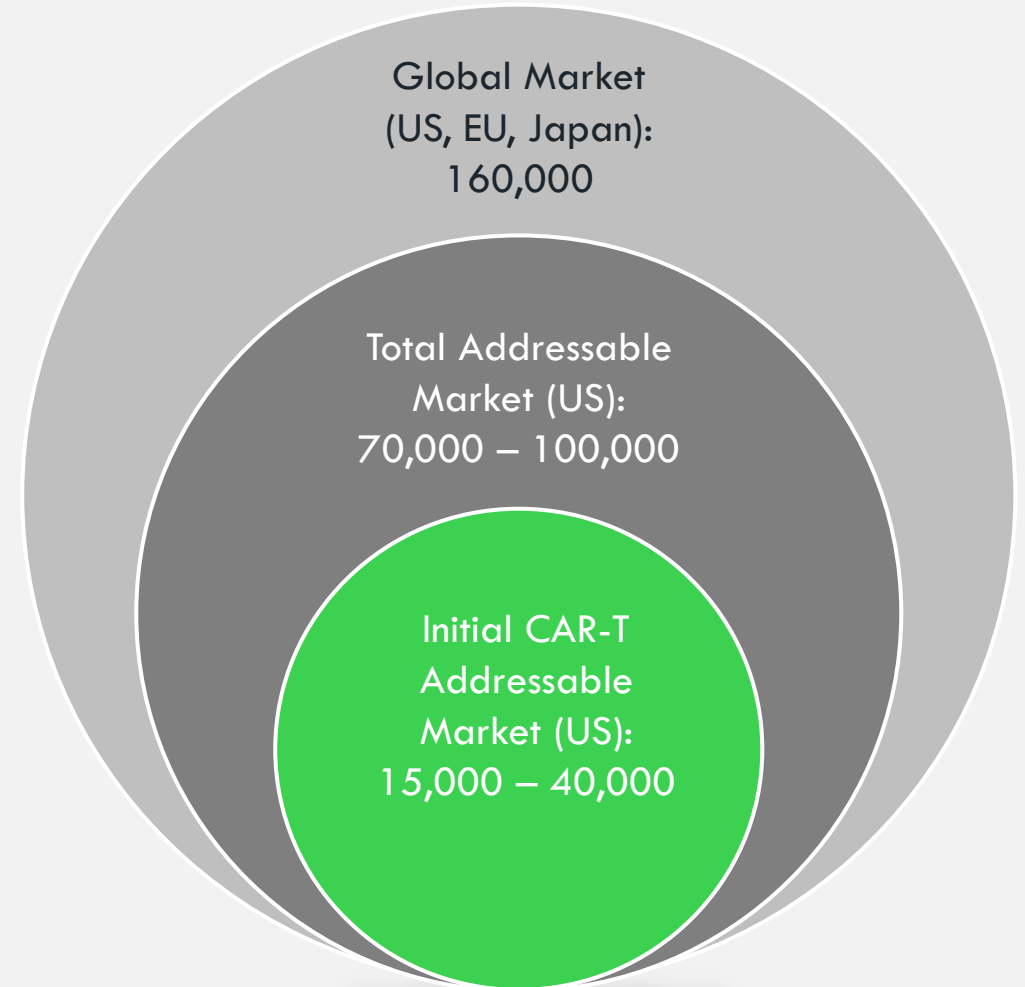 Global Market
(US, EU, Japan):
160,000
Total Addressable
Market (US):
70,000 – 100,000
Initial CAR-T
Addressable
Market (US):
15,000 – 40,000